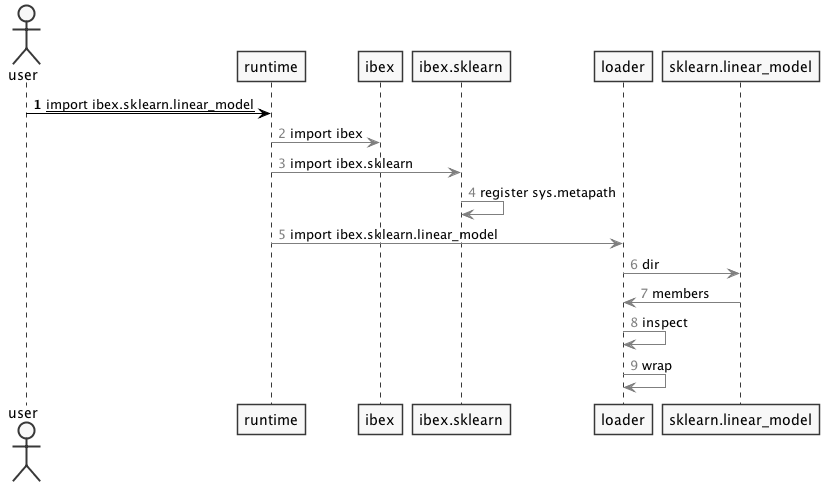 user
runtime
ibex
ibex.sklearn
loader
sklearn.linear_model
1 import ibex.sklearn.linear_model
2 import ibex
3 import ibex.sklearn
4 register sys.metapath
5 import ibex.sklearn.linear_model
6 dir
7 members
8 inspect
9 wrap
user
runtime
ibex
ibex.sklearn
loader
sklearn.linear_model